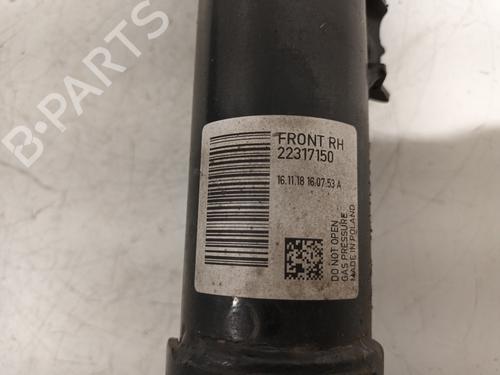 B-PARTS
FRONT RH
22317150
16.11.18 16:07:53 A
DO NOT OPEN
GAS PRESSURE
MADE IN POLAND